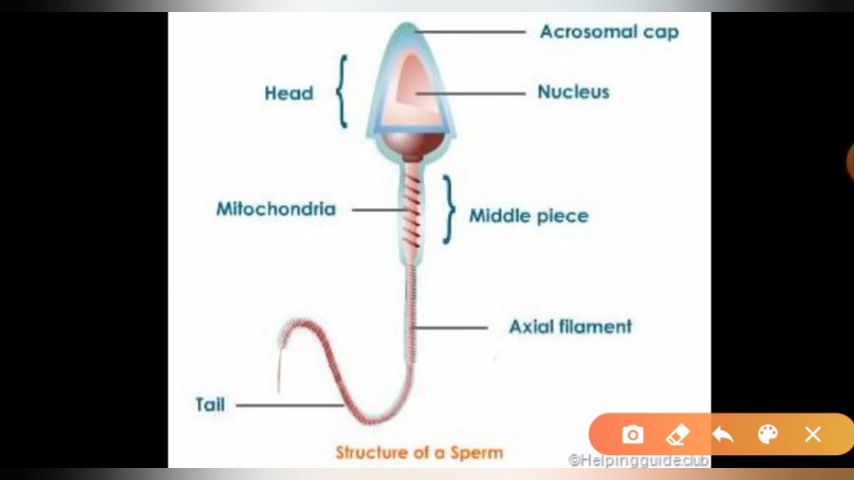 Acrosomal cap
Head
Nucleus
Mitochondria
Middle piece
Axial filament
Tail
Structure of a Sperm
©Helpingguide.club